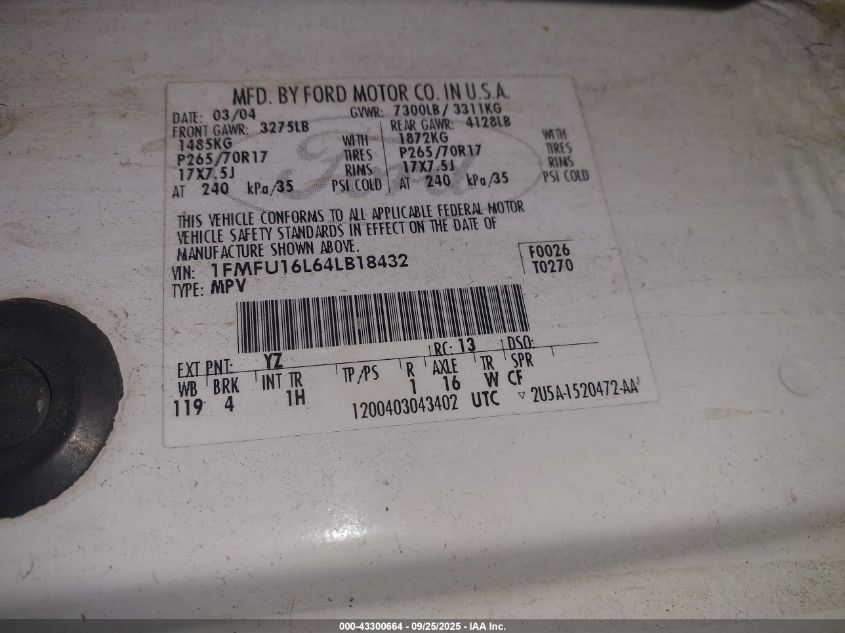 MFD. BY FORD MOTOR CO. IN U.S.A.
DATE: 03/04 GVWR: 7300LB/ 3311KG
FRONT GAWR: 3275LB REAR GAWR: 4128LB
1485KG WITH 1872KG WITH
P265/70R17 TIRES P265/70R17 TIRES
17X7.5J RIMS 17X7.5J RIMS
AT 240 kPa/35 PSI COLD AT 240 kPa/35 PSI COLD
Ford
THIS VEHICLE CONFORMS TO ALL APPLICABLE FEDERAL MOTOR
VEHICLE SAFETY STANDARDS IN EFFECT ON THE DATE OF
MANUFACTURE SHOWN ABOVE.
VIN: 1FMFU16L64LB18432 F0026
TYPE: MPV T0270
EXT PNT: YZ RC: 13 DSO:
WB BRK INT TR TP/PS R AXLE TR SPR
119 4 1H 1 16 W CF
1200403043402 UTC ▽ 2U5A-1520472-AA
000-43300664 - 09/25/2025 - IAA Inc.